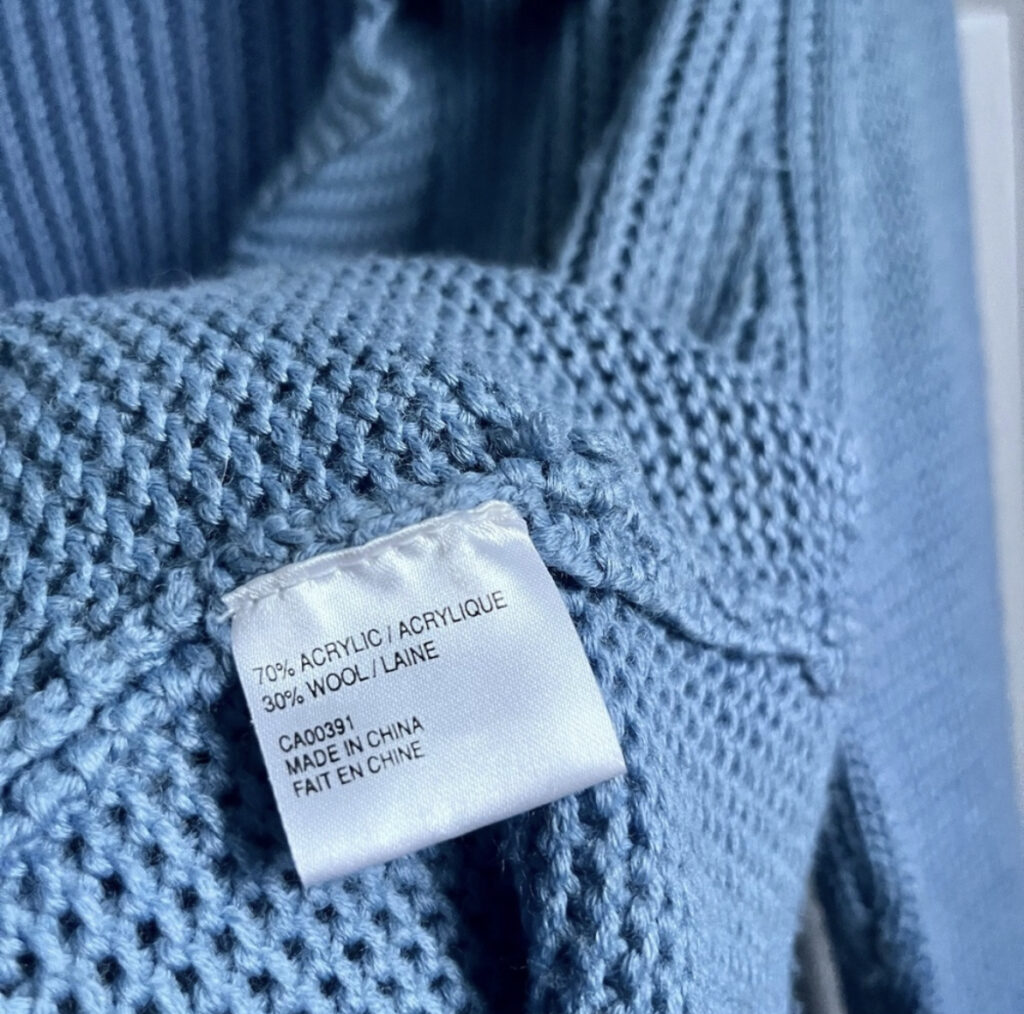 70% ACRYLIC / ACRYLIQUE
30% WOOL / LAINE
CA00391
MADE IN CHINA
FAIT EN CHINE